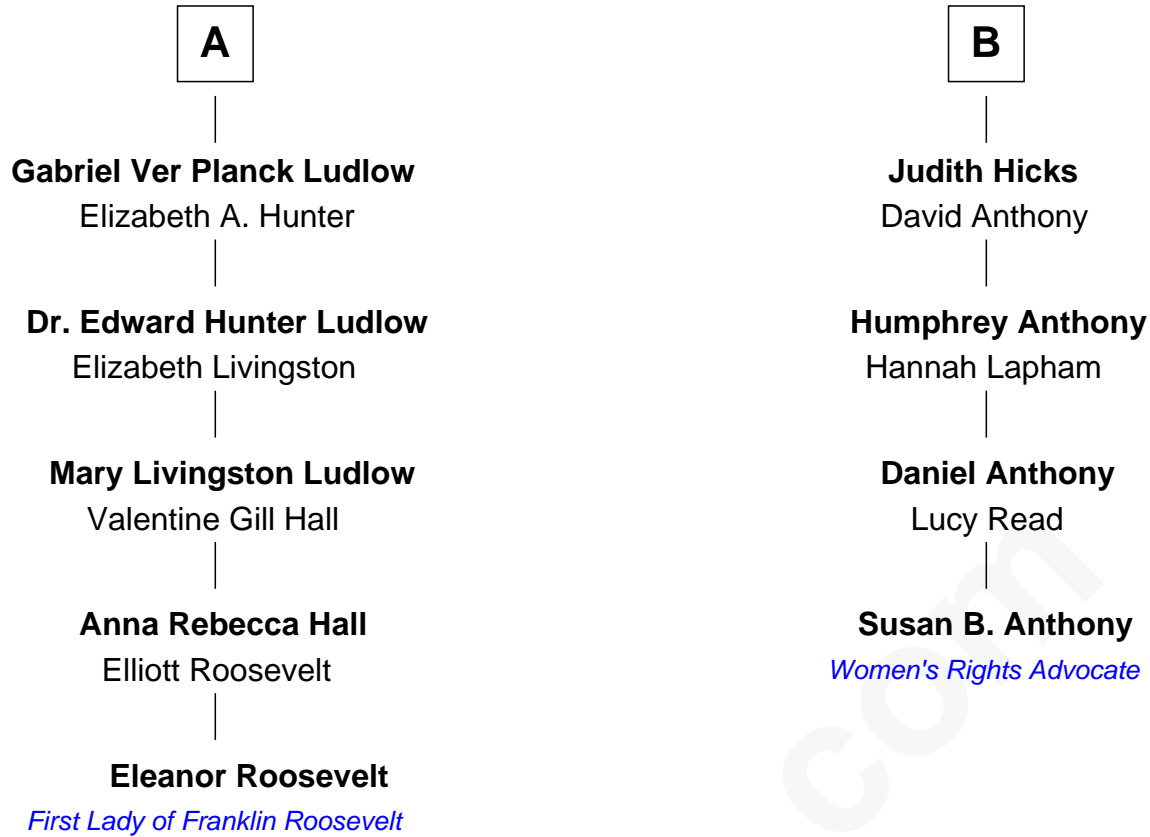 A
Gabriel Ver Planck Ludlow
Elizabeth A. Hunter
Dr. Edward Hunter Ludlow
Elizabeth Livingston
Mary Livingston Ludlow
Valentine Gill Hall
Anna Rebecca Hall
Elliott Roosevelt
Eleanor Roosevelt
First Lady of Franklin Roosevelt
B
Judith Hicks
David Anthony
Humphrey Anthony
Hannah Lapham
Daniel Anthony
Lucy Read
Susan B. Anthony
Women's Rights Advocate
com